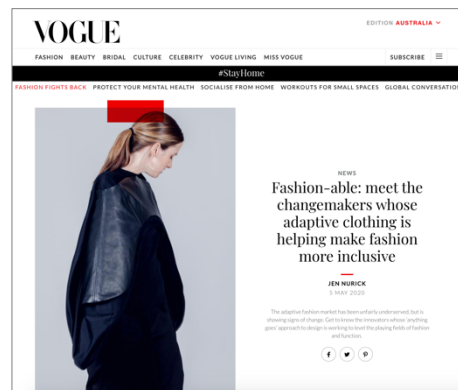 VOGUE
EDITION AUSTRALIA
FASHION BEAUTY BRIDAL CULTURE CELEBRITY VOGUE LIVING MISS VOGUE SUBSCRIBE
#StayHome
FASHION FIGHTS BACK PROTECT YOUR MENTAL HEALTH SOCIALISE FROM HOME WORKOUTS FOR SMALL SPACES GLOBAL CONVERSATIO
NEWS
Fashion-able: meet the
changemakers whose
adaptive clothing is
helping make fashion
more inclusive
JEN NURICK
5 MAY 2020
The adaptive fashion market has been unfairly underserved, but is
showing signs of change. Get to know the innovators whose 'anything
goes' approach to design is working to level the playing fields of fashion
and function.